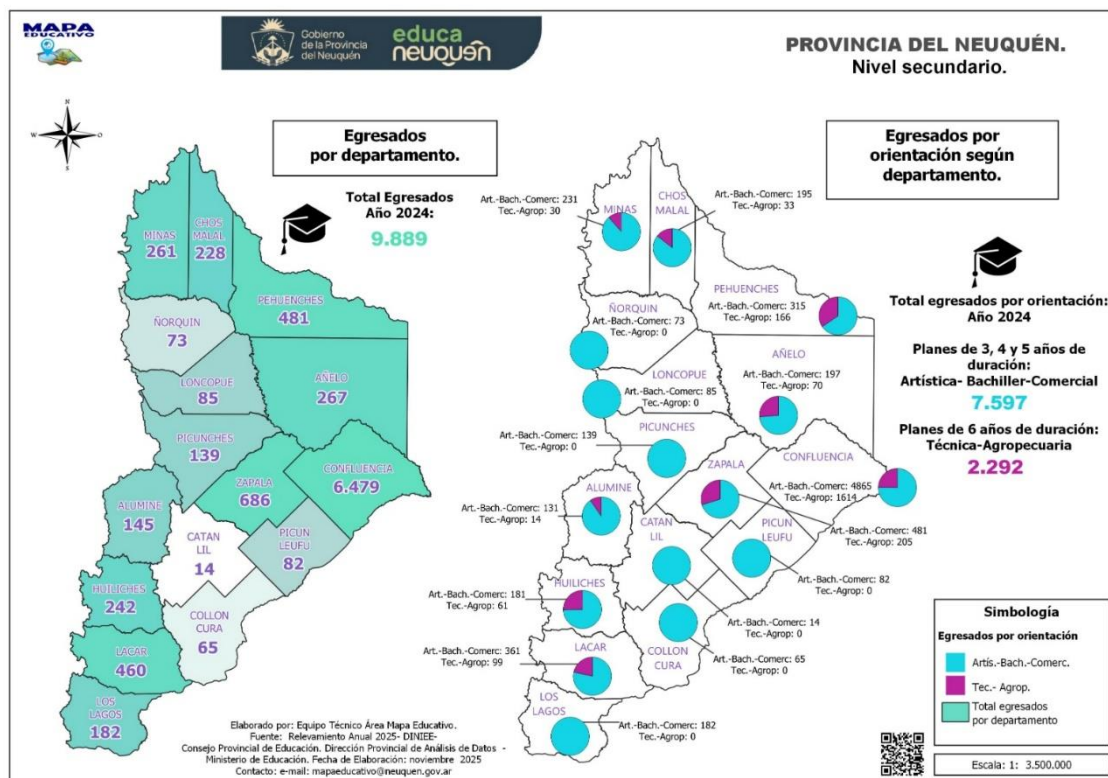 MAPA
EDUCATIVO
Gobierno
de la Provincia
del Neuquén
educa
neuquén
PROVINCIA DEL NEUQUÉN.
Nivel secundario.
N
W
O
S
Egresados
por departamento.
Total Egresados
Año 2024:
9.889
MINAS
261
CHOS
MALAL
228
PEHUENCHES
481
ÑORQUIN
73
LONCOPUE
85
AÑELO
267
PICUNCHES
139
ZAPALA
686
CONFLUENCIA
6.479
ALUMINE
145
CATAN
LIL
14
PICUN
LEUFU
82
HUILICHES
242
COLLON
CURA
65
LACAR
460
LOS
LAGOS
182
Egresados por
orientación según
departamento.
Art.-Bach.-Comerc: 231
Tec.-Agrop: 30
MINAS
CHOS
MALAL
Art.-Bach.-Comerc: 195
Tec.-Agrop: 33
PEHUENCHES
Art.-Bach.-Comerc: 315
Tec.-Agrop: 166
ÑORQUIN
Art.-Bach.-Comerc: 73
Tec.-Agrop: 0
LONCOPUE
Art.-Bach.-Comerc: 85
Tec.-Agrop: 0
AÑELO
Art.-Bach.-Comerc: 197
Tec.-Agrop: 70
PICUNCHES
Art.-Bach.-Comerc: 139
Tec.-Agrop: 0
ZAPALA
CONFLUENCIA
Art.-Bach.-Comerc: 4865
Tec.-Agrop: 1614
Art.-Bach.-Comerc: 481
Tec.-Agrop: 205
ALUMINE
Art.-Bach.-Comerc: 131
Tec.-Agrop: 14
CATAN
LIL
PICUN
LEUFU
Art.-Bach.-Comerc: 82
Tec.-Agrop: 0
HUILICHES
Art.-Bach.-Comerc: 181
Tec.-Agrop: 61
Art.-Bach.-Comerc: 14
Tec.-Agrop: 0
COLLON
CURA
Art.-Bach.-Comerc: 65
Tec.-Agrop: 0
LACAR
Art.-Bach.-Comerc: 361
Tec.-Agrop: 99
LOS
LAGOS
Art.-Bach.-Comerc: 182
Tec.-Agrop: 0
Total egresados por orientación:
Año 2024
Planes de 3, 4 y 5 años de
duración:
Artística- Bachiller-Comercial
7.597
Planes de 6 años de duración:
Técnica-Agropecuaria
2.292
Simbología
Egresados por orientación
Artís.-Bach.-Comerc.
Tec.- Agrop.
Total egresados
por departamento
Escala: 1: 3.500.000
Elaborado por: Equipo Técnico Área Mapa Educativo.
Fuente: Relevamiento Anual 2025- DINIEE-
Consejo Provincial de Educación. Dirección Provincial de Análisis de Datos -
Ministerio de Educación. Fecha de Elaboración: noviembre 2025
Contacto: e-mail: mapaeducativo@neuquen.gov.ar